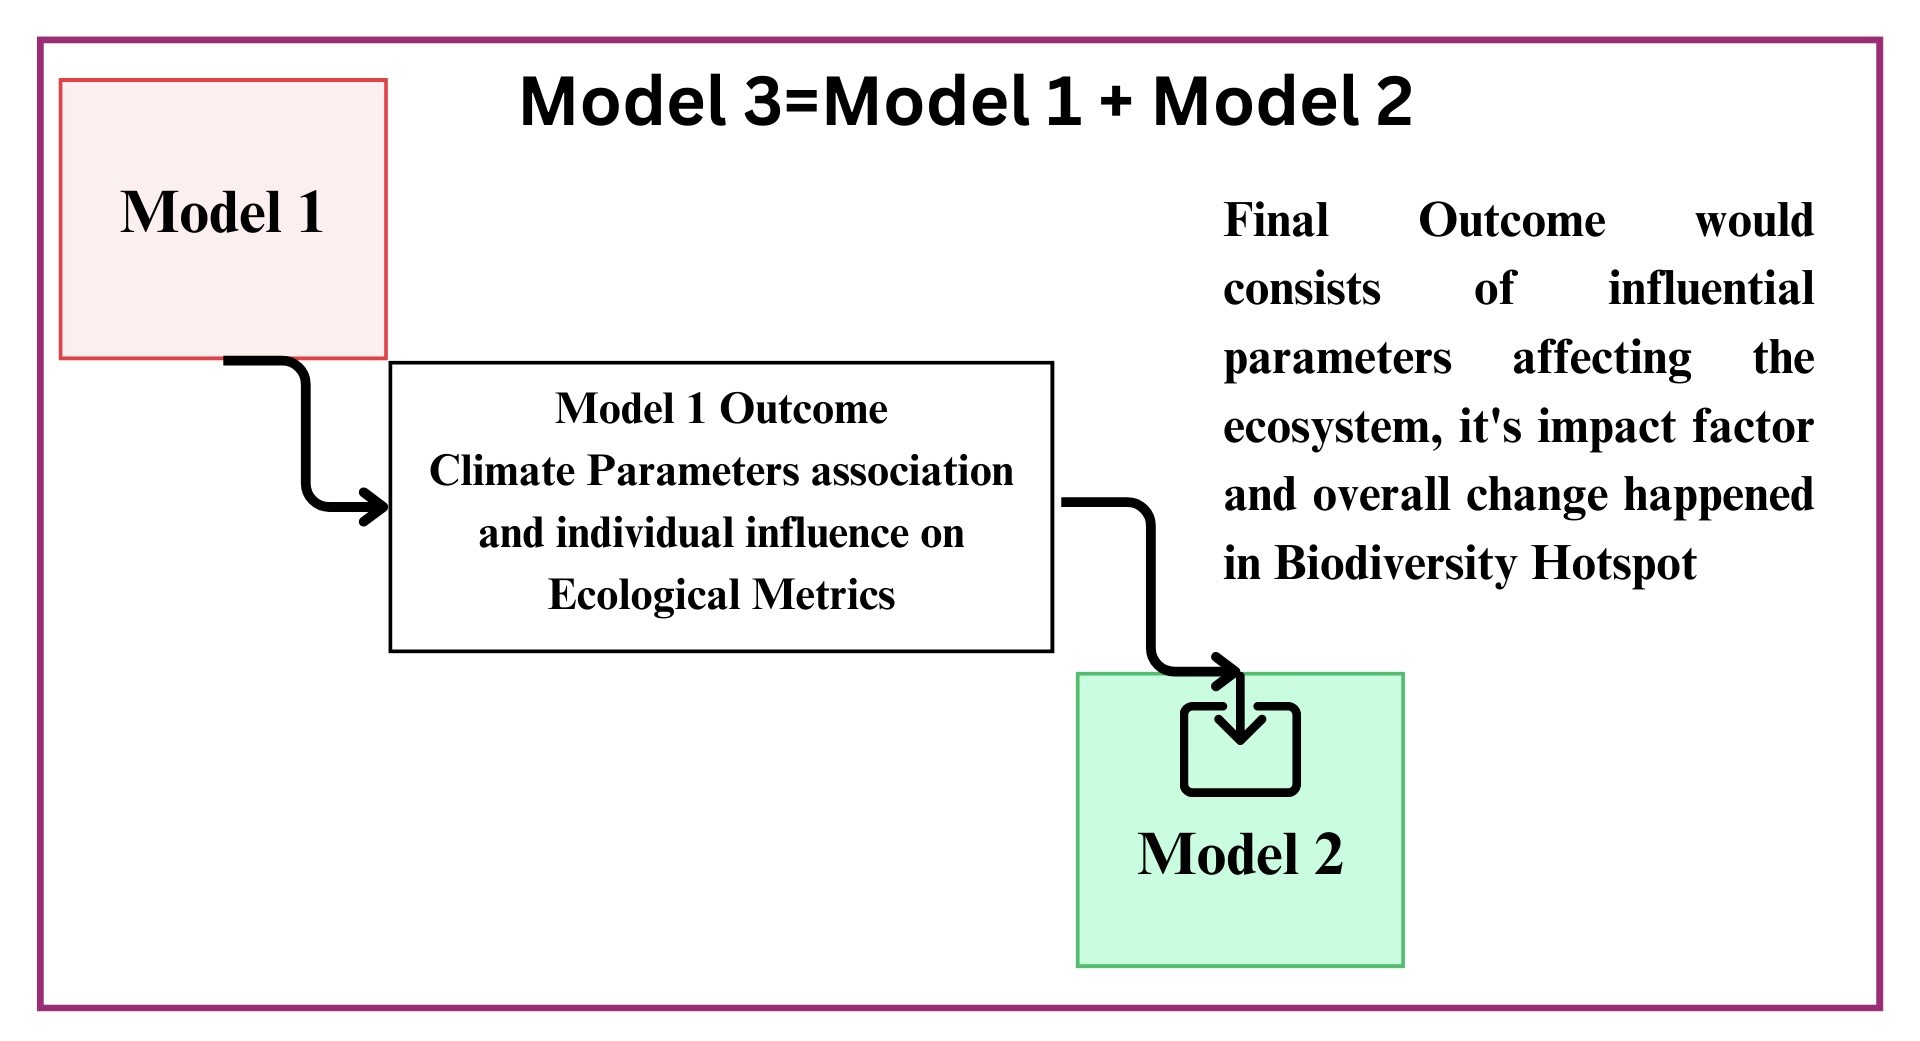 Model 3=Model 1 + Model 2
Model 1
Final Outcome would
consists of influential
parameters affecting the
ecosystem, it's impact factor
and overall change happened
in Biodiversity Hotspot
Model 1 Outcome
Climate Parameters association
and individual influence on
Ecological Metrics
Model 2